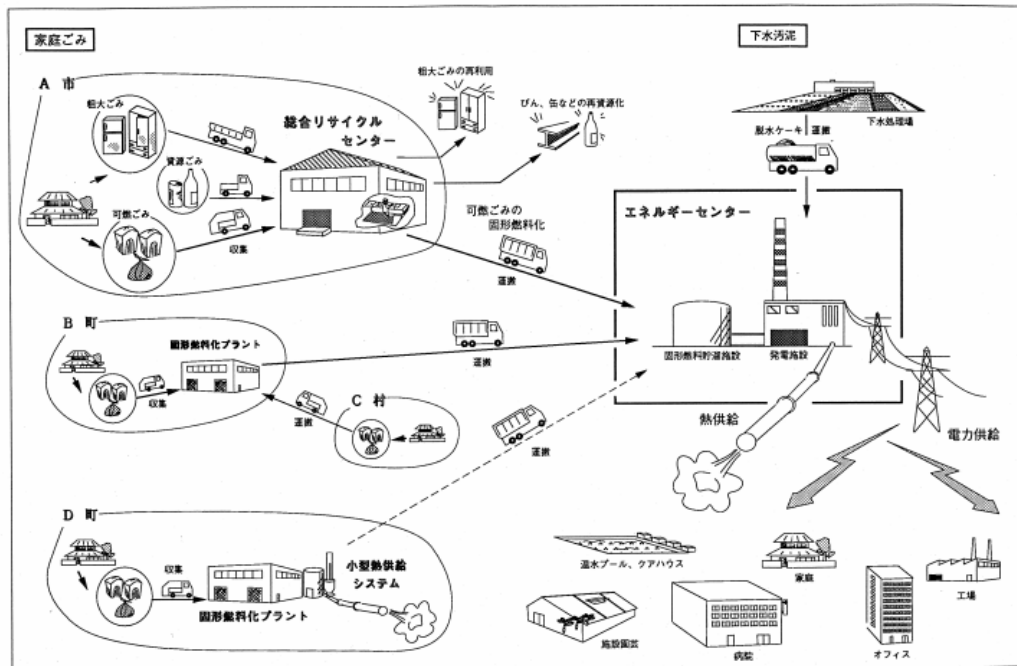 家庭ごみ
下水汚泥
A 市
粗大ごみ
資源ごみ
可燃ごみ
収集
総合リサイクル
センター
粗大ごみの再利用
びん、缶などの再資源化
可燃ごみの
固形燃料化
運搬
下水処理場
脱水ケーキ 運搬
エネルギーセンター
固形燃料貯溜施設
発電施設
B 町
固形燃料化プラント
収集
運搬
C 村
運搬
運搬
熱供給
電力供給
D 町
収集
固形燃料化プラント
小型熱供給
システム
温水プール、クアハウス
家庭
工場
施設園芸
病院
オフィス